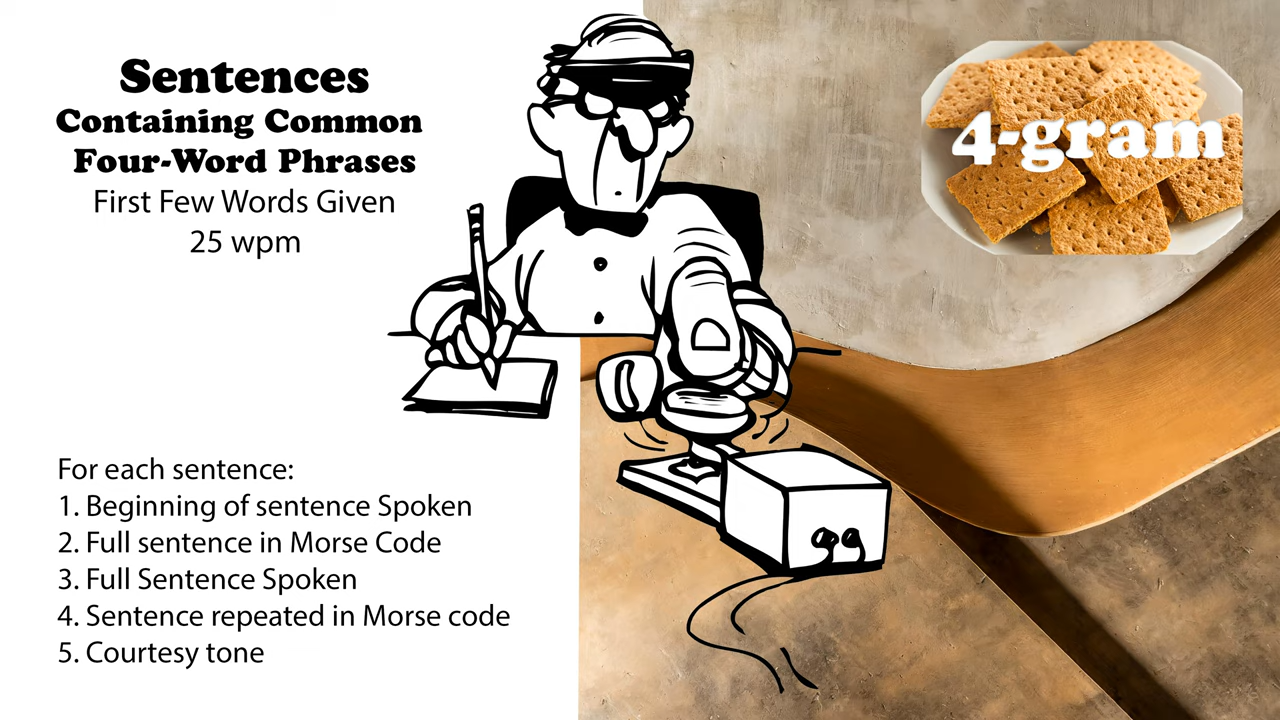 Sentences
Containing Common
Four-Word Phrases
First Few Words Given
25 wpm
4-gram
For each sentence:
1. Beginning of sentence Spoken
2. Full sentence in Morse Code
3. Full Sentence Spoken
4. Sentence repeated in Morse code
5. Courtesy tone